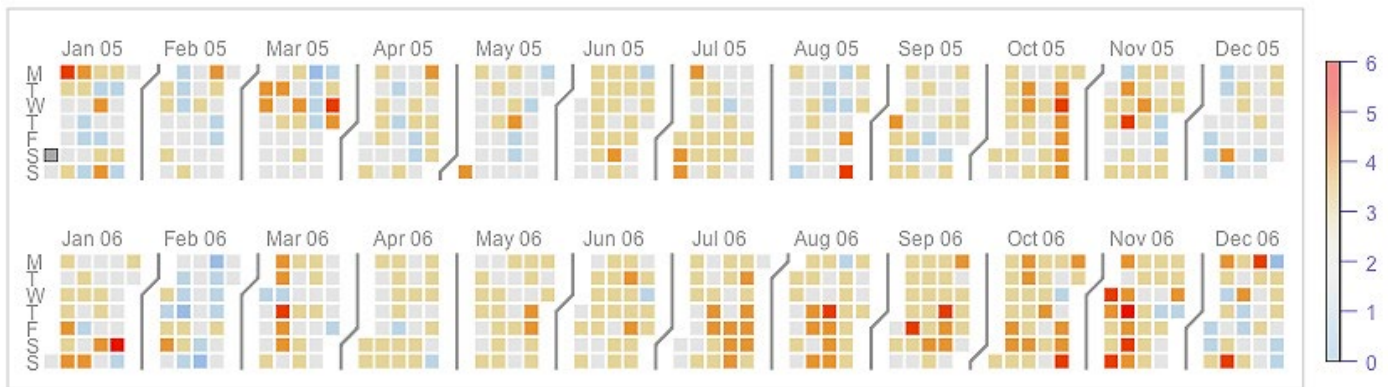 Jan 05 Feb 05 Mar 05 Apr 05 May 05 Jun 05 Jul 05 Aug 05 Sep 05 Oct 05 Nov 05 Dec 05
M
T
W
T
F
S
S
Jan 06 Feb 06 Mar 06 Apr 06 May 06 Jun 06 Jul 06 Aug 06 Sep 06 Oct 06 Nov 06 Dec 06
M
T
W
T
F
S
S
6
5
4
3
2
1
0